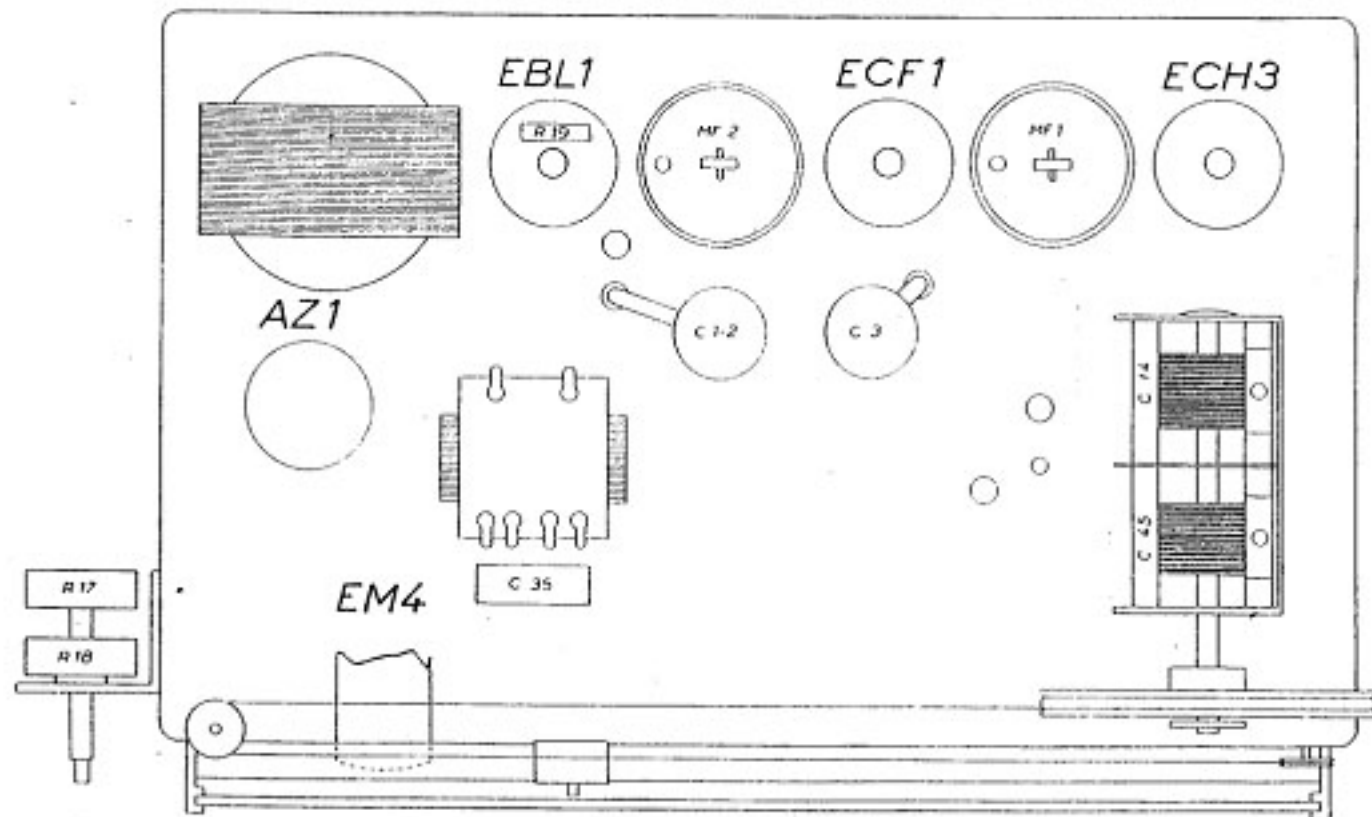 EBL1
ECF1
ECH3
R 19
MF 2
MF 1
AZ1
C 1-2
C 3
C 14
C 45
R 17
R 18
EM4
C 35